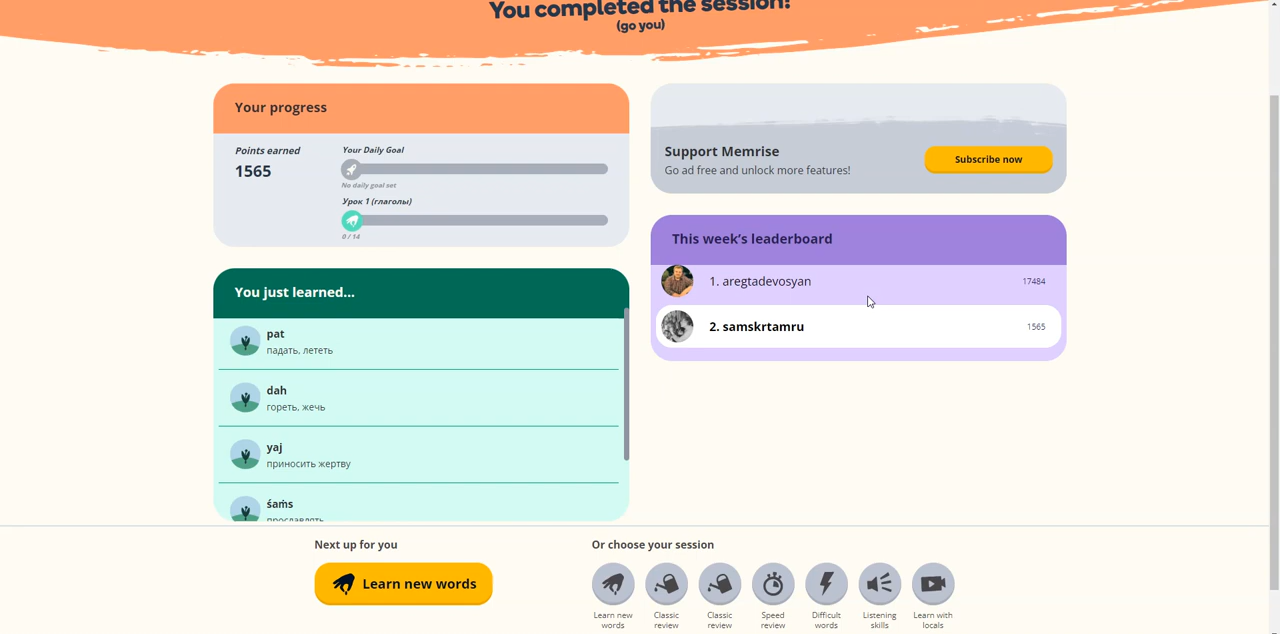 You completed the session!
(go you)
Your progress
Points earned
1565
Your Daily Goal
No daily goal set
Урок 1 (глаголы)
0 / 14
You just learned...
pat
падать, лететь
dah
гореть, жечь
yaj
приносить жертву
śaṁs
прославлять
Support Memrise
Go ad free and unlock more features!
Subscribe now
This week's leaderboard
1. aregtadevosyan
17484
2. samskrtamru
1565
Next up for you
Learn new words
Or choose your session
Learn new
words
Classic
review
Classic
review
Speed
review
Difficult
words
Listening
skills
Learn with
locals